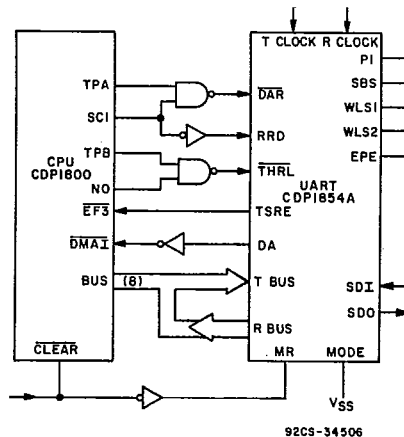 T CLOCK R CLOCK
PI
SBS
WLS1
WLS2
EPE
TPA
SCI
TPB
NO
EF3
DMAI
BUS
(8)
CLEAR
CPU
CDP1800
DAR
RRD
THRL
TSRE
DA
T BUS
R BUS
MR
MODE
UART
CDP1854A
SDI
SDO
VSS
92CS-34506